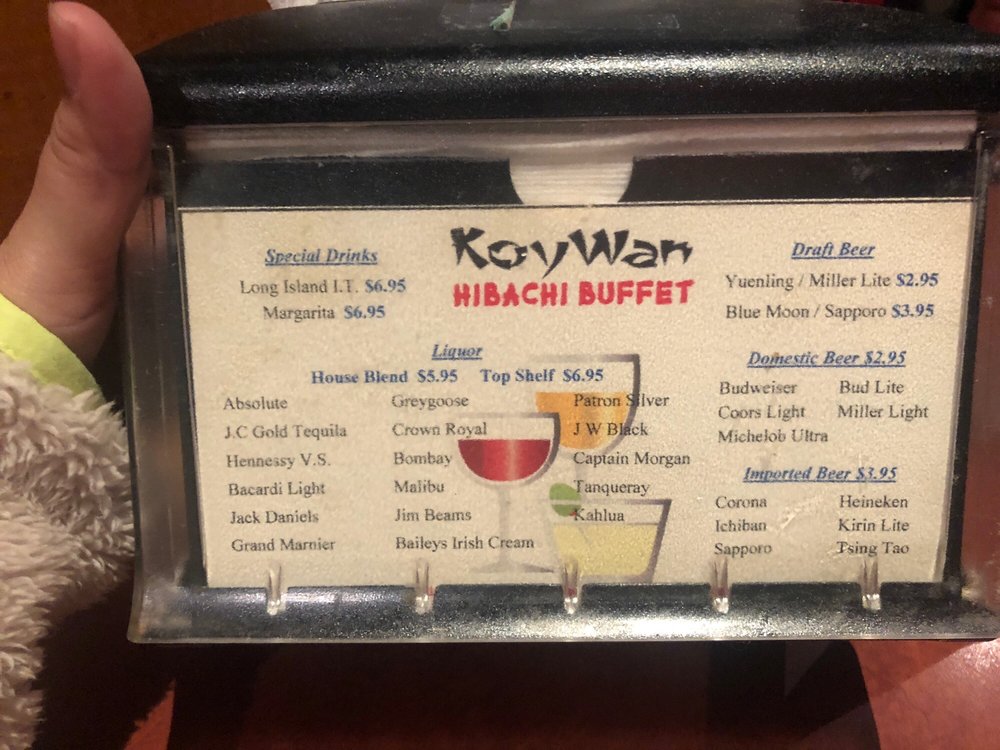 KoyWan
HIBACHI BUFFET
Special Drinks
Long Island I.T. $6.95
Margarita $6.95
Liquor
House Blend $5.95 Top Shelf $6.95
Absolute Greygoose Patron Silver
J.C Gold Tequila Crown Royal J W Black
Hennessy V.S. Bombay Captain Morgan
Bacardi Light Malibu Tanqueray
Jack Daniels Jim Beams Kahlua
Grand Marnier Baileys Irish Cream
Draft Beer
Yuenling / Miller Lite $2.95
Blue Moon / Sapporo $3.95
Domestic Beer $2.95
Budweiser Bud Lite
Coors Light Miller Light
Michelob Ultra
Imported Beer $3.95
Corona Heineken
Ichiban Kirin Lite
Sapporo Tsing Tao